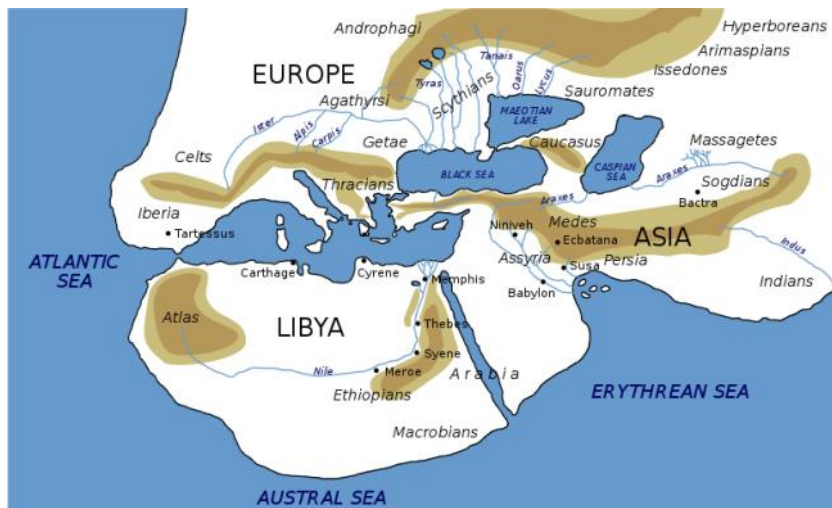 Androphagi
Hyperboreans
Arimaspians
Issedones
Tanais
Oarus
Lycus
EUROPE
Tyras
Scythians
Sauromates
Agathyrsi
MAEOTIAN
LAKE
Ister
Alpis
Carpis
Getae
Caucasus
Massagetes
Celts
BLACK SEA
CASPIAN
SEA
Araxes
Sogdians
Thracians
Bactra
Iberia
Araxes
Tartessus
Niniveh
Medes
Ecbatana
ASIA
Indus
ATLANTIC
SEA
Carthage
Cyrene
Memphis
Assyria
Susa
Persia
Babylon
Indians
Atlas
LIBYA
Thebes
Syene
Nile
Meroe
Arabia
Ethiopians
ERYTHREAN SEA
Macrobians
AUSTRAL SEA